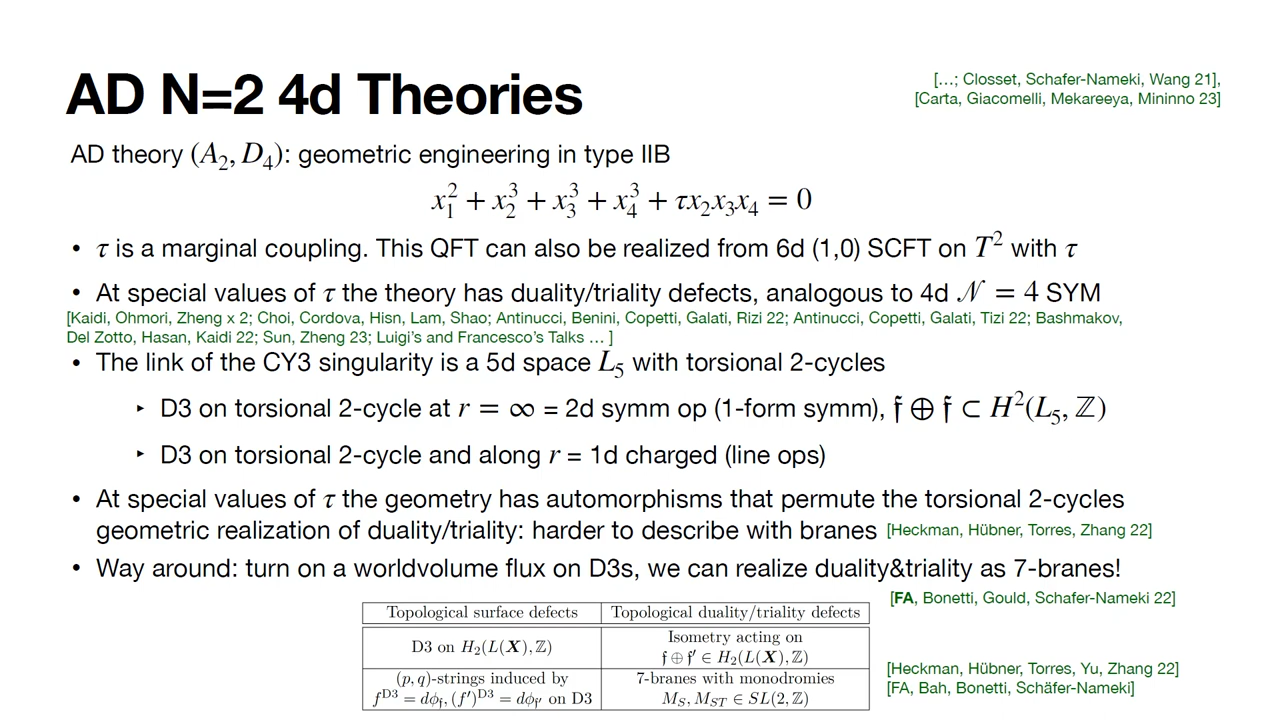 AD N=2 4d Theories
[…; Closset, Schafer-Nameki, Wang 21],
[Carta, Giacomelli, Mekareeya, Mininno 23]
AD theory (A₂, D₄): geometric engineering in type IIB
x₁² + x₂³ + x₃³ + x₄³ + τx₂x₃x₄ = 0
• τ is a marginal coupling. This QFT can also be realized from 6d (1,0) SCFT on T² with τ
• At special values of τ the theory has duality/triality defects, analogous to 4d 𝒩 = 4 SYM
[Kaidi, Ohmori, Zheng x 2; Choi, Cordova, Hisn, Lam, Shao; Antinucci, Benini, Copetti, Galati, Rizi 22; Antinucci, Copetti, Galati, Tizi 22; Bashmakov,
Del Zotto, Hasan, Kaidi 22; Sun, Zheng 23; Luigi's and Francesco's Talks … ]
• The link of the CY3 singularity is a 5d space L₅ with torsional 2-cycles
‣ D3 on torsional 2-cycle at r = ∞ = 2d symm op (1-form symm), 𝔣 ⊕ 𝔣 ⊂ H²(L₅, ℤ)
‣ D3 on torsional 2-cycle and along r = 1d charged (line ops)
• At special values of τ the geometry has automorphisms that permute the torsional 2-cycles
geometric realization of duality/triality: harder to describe with branes [Heckman, Hübner, Torres, Zhang 22]
• Way around: turn on a worldvolume flux on D3s, we can realize duality&triality as 7-branes!
[FA, Bonetti, Gould, Schafer-Nameki 22]
Topological surface defects | Topological duality/triality defects
D3 on H₂(L(X), ℤ) | Isometry acting on
𝔣 ⊕ 𝔣′ ∈ H₂(L(X), ℤ)
(p, q)-strings induced by | 7-branes with monodromies
f^D3 = dϕ_𝔣, (f′)^D3 = dϕ_𝔣′ on D3 | M_S, M_ST ∈ SL(2, ℤ)
[Heckman, Hübner, Torres, Yu, Zhang 22]
[FA, Bah, Bonetti, Schäfer-Nameki]